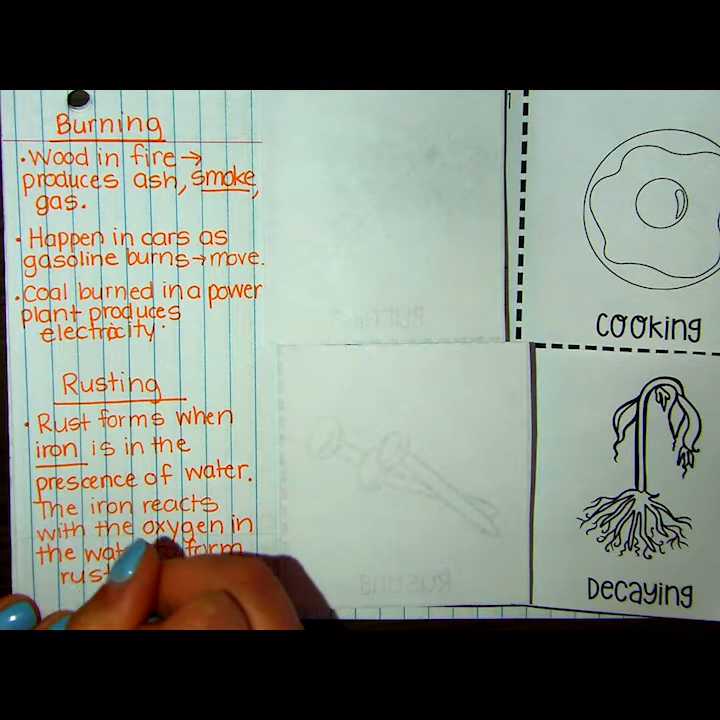 Burning
• Wood in fire →
produces ash, smoke,
gas.
• Happen in cars as
gasoline burns → move.
• Coal burned in a power
plant produces
electricity.
Rusting
• Rust forms when
iron is in the
prescence of water.
The iron reacts
with the oxygen in
the form
rust
Cooking
Decaying
Rusting